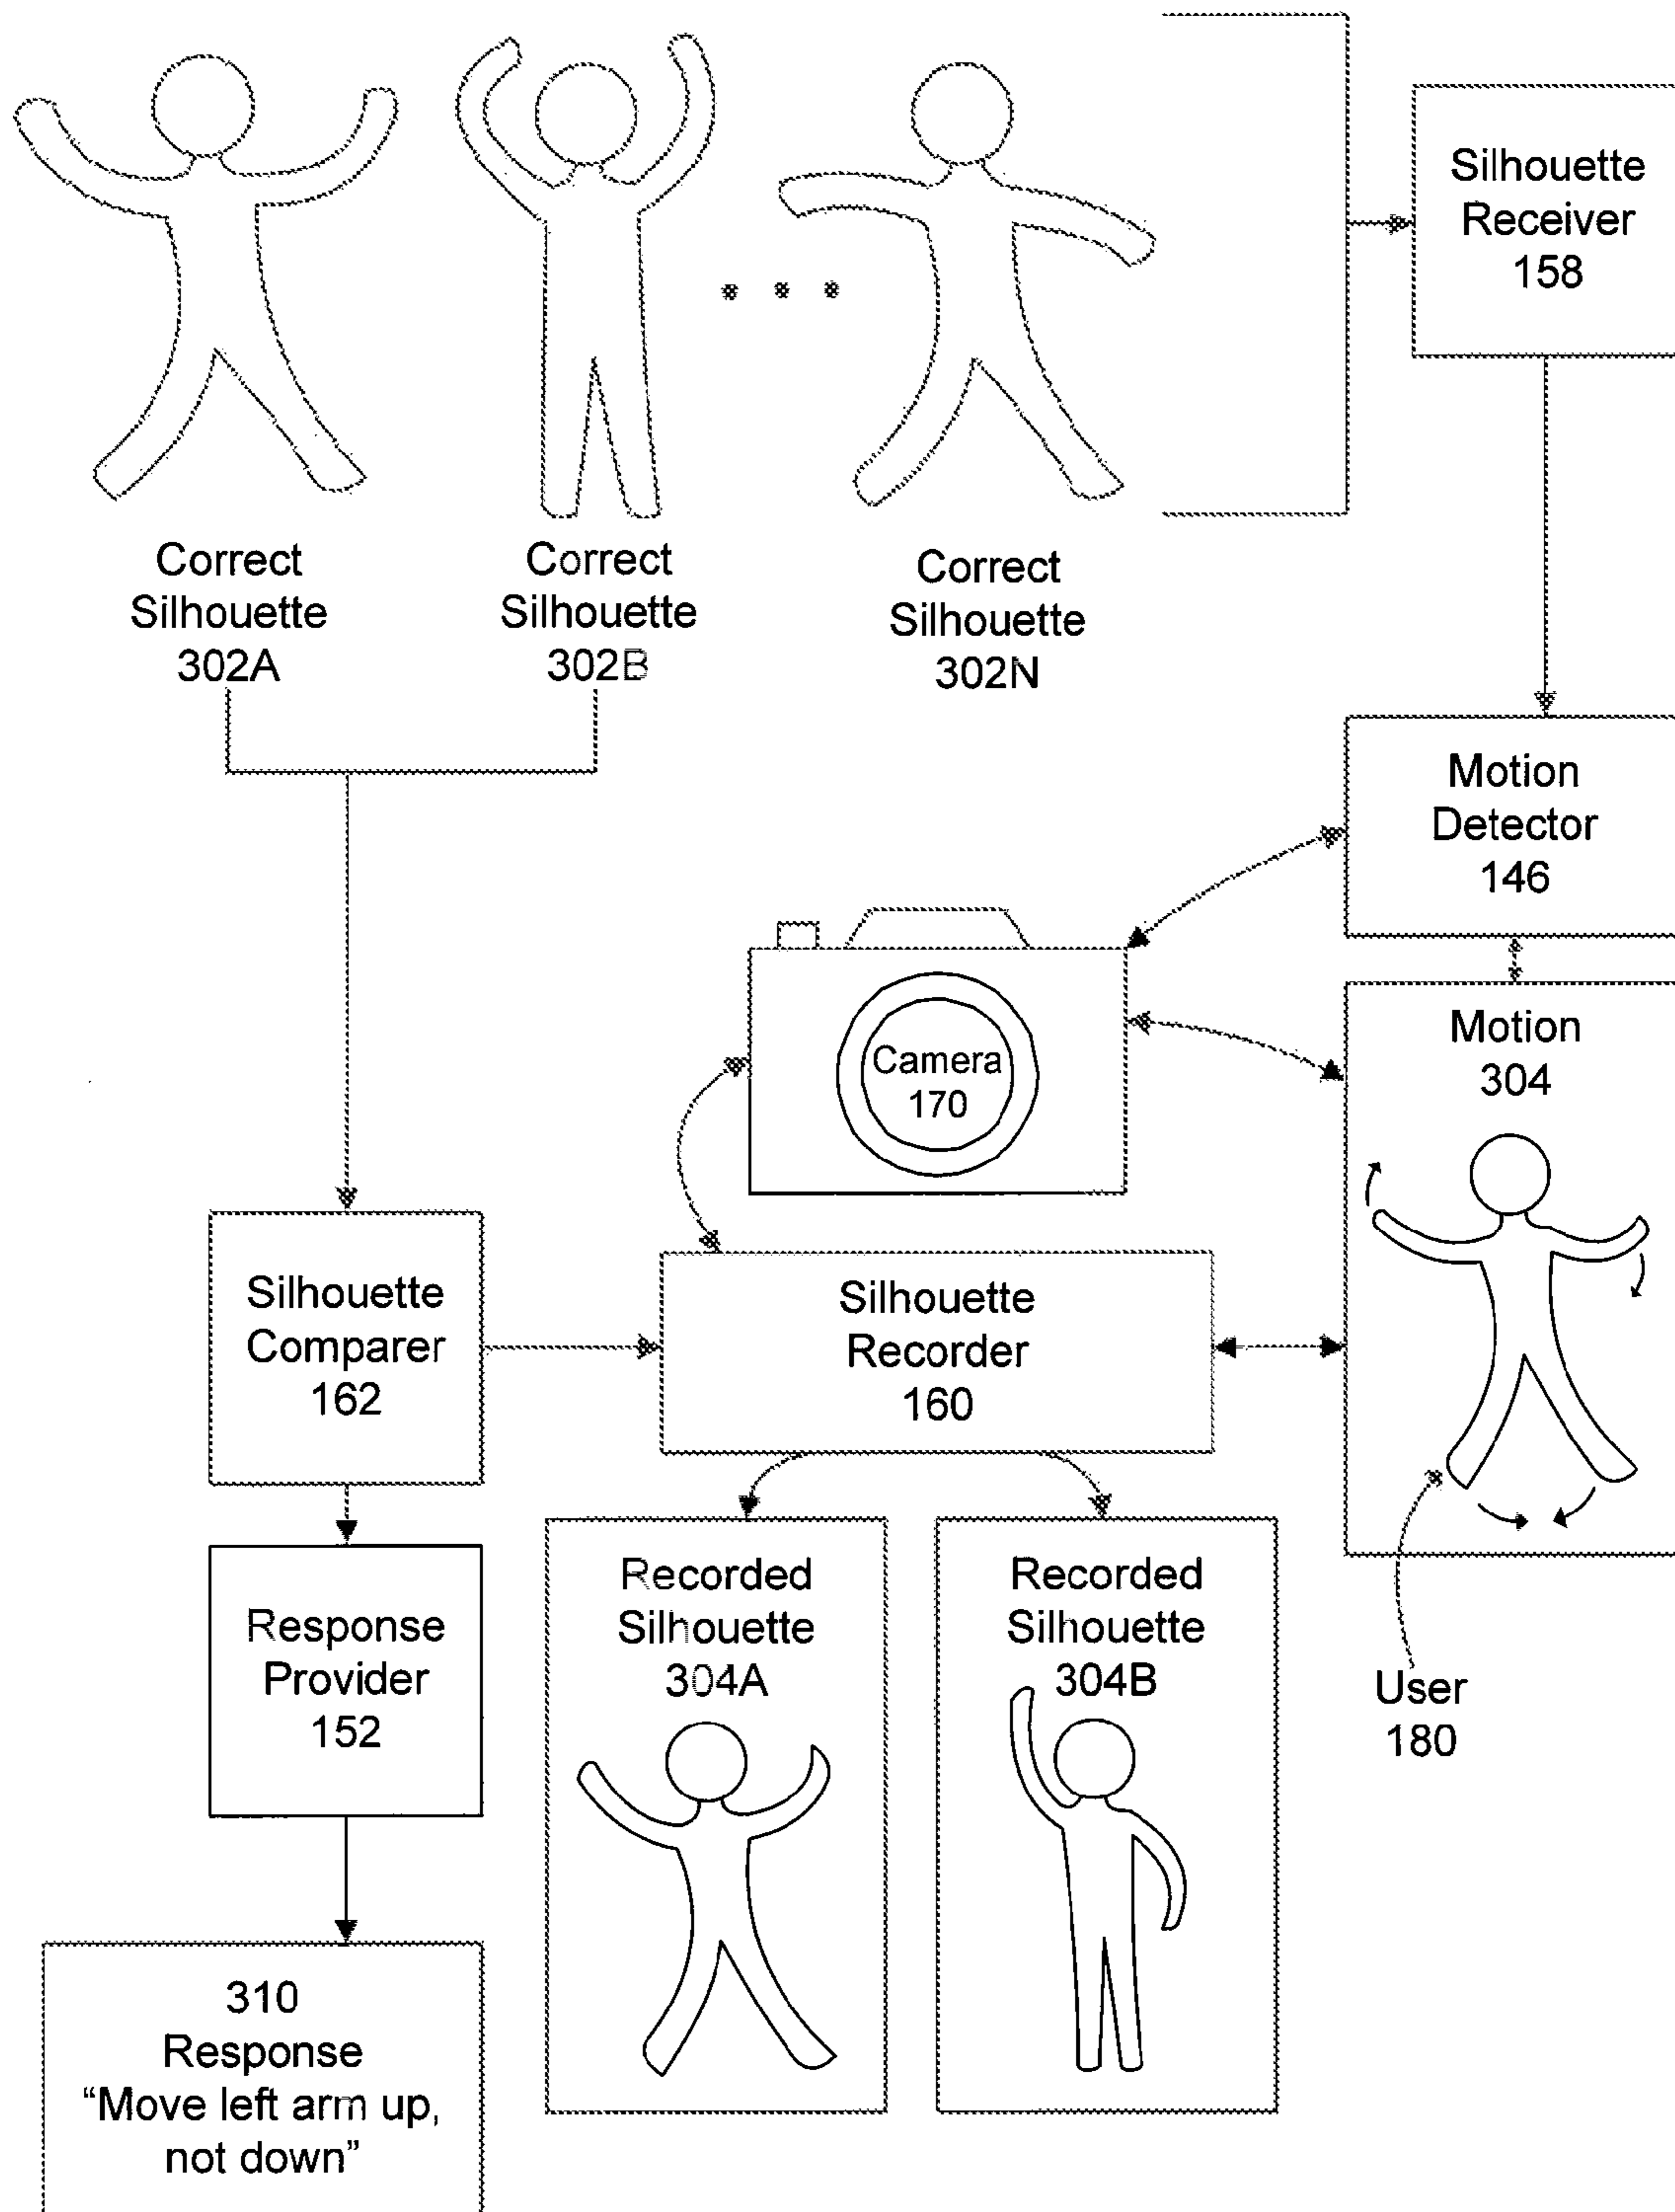 Silhouette
Receiver
158
Correct
Silhouette
302A
Correct
Silhouette
302B
Correct
Silhouette
302N
Motion
Detector
146
Camera
170
Motion
304
Silhouette
Comparer
162
Silhouette
Recorder
160
Response
Provider
152
Recorded
Silhouette
304A
Recorded
Silhouette
304B
User
180
310
Response
“Move left arm up,
not down”